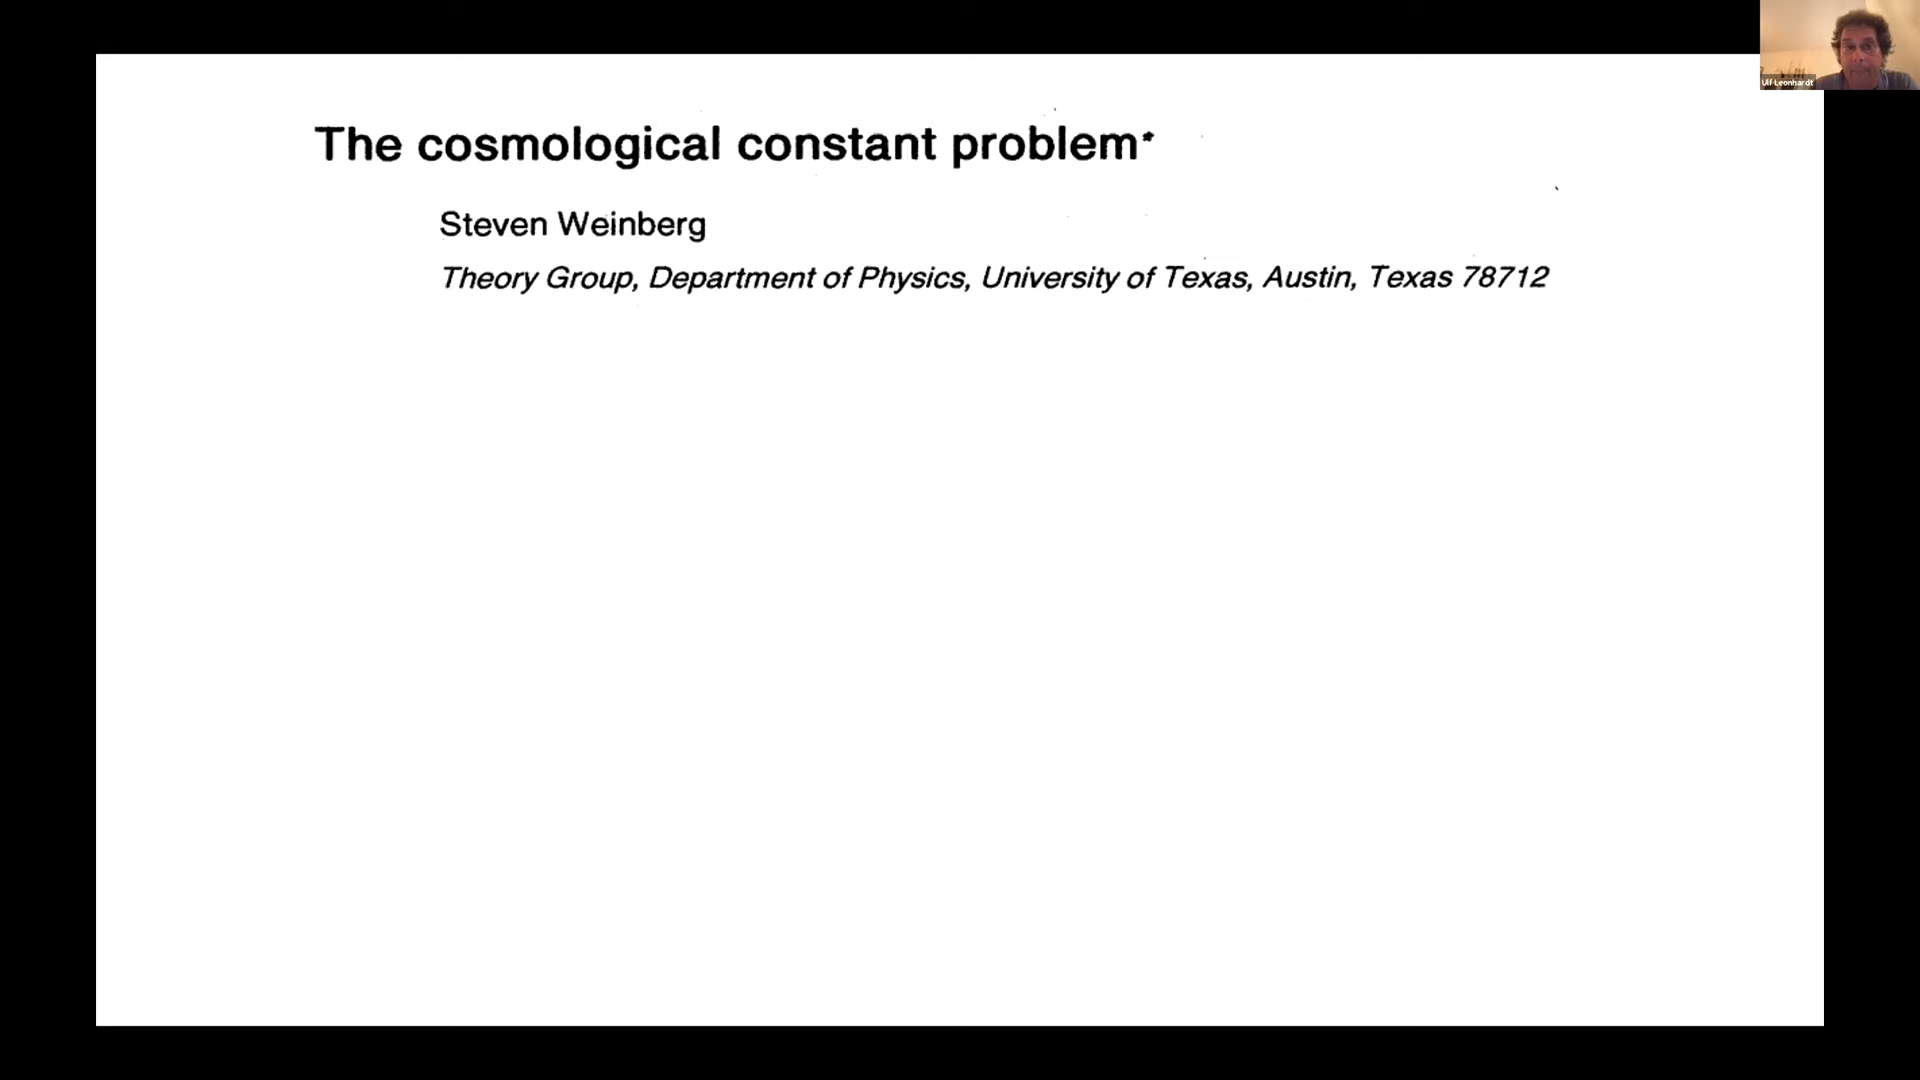 The cosmological constant problem*
Steven Weinberg
Theory Group, Department of Physics, University of Texas, Austin, Texas 78712
Ulf Leonhardt